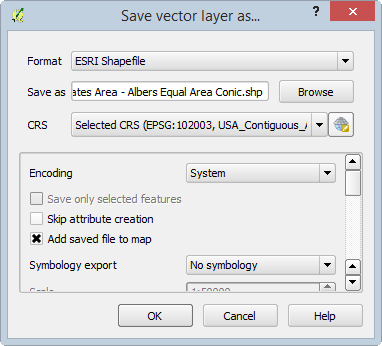 Save vector layer as...
?
Format ESRI Shapefile
Save as ates Area - Albers Equal Area Conic.shp Browse
CRS Selected CRS (EPSG:102003, USA_Contiguous_A
Encoding System
Save only selected features
Skip attribute creation
Add saved file to map
Symbology export No symbology
Scale 1:50000
OK Cancel Help